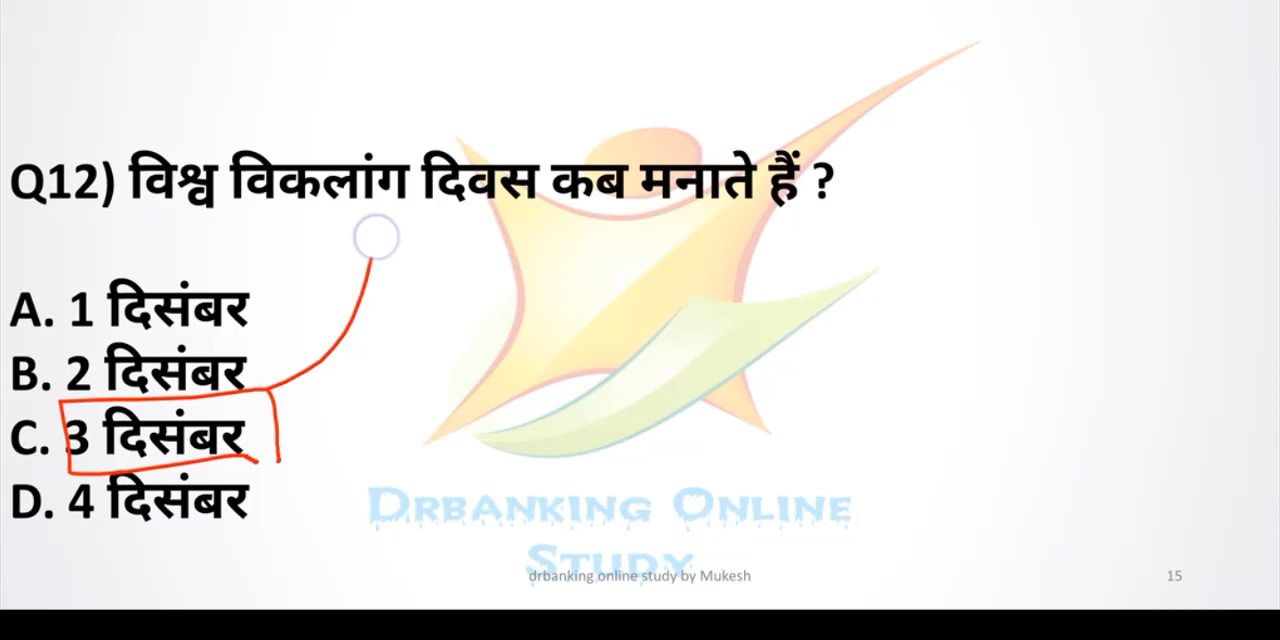 Q12) विश्व विकलांग दिवस कब मनाते हैं ?
A. 1 दिसंबर
B. 2 दिसंबर
C. 3 दिसंबर
D. 4 दिसंबर
DRBANKING ONLINE
STUDY
drbanking online study by Mukesh
15